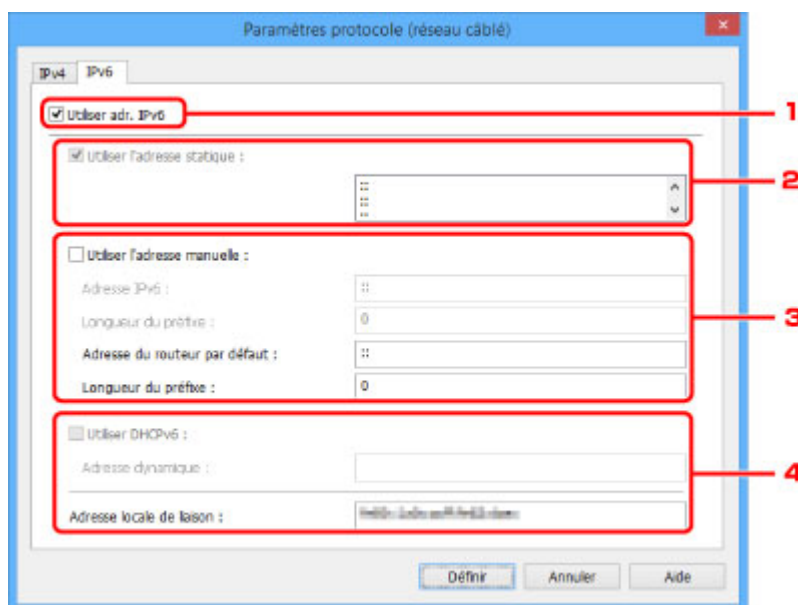 Paramètres protocole (réseau câblé)
IPv4 IPv6
Utiliser adr. IPv6 1
Utiliser l'adresse statique :
:::
:::
::: 2
Utiliser l'adresse manuelle :
Adresse IPv6 : ::
Longueur du préfixe : 0 3
Adresse du routeur par défaut : ::
Longueur du préfixe : 0
Utiliser DHCPv6 :
Adresse dynamique : 4
Adresse locale de liaison :
Définir Annuler Aide